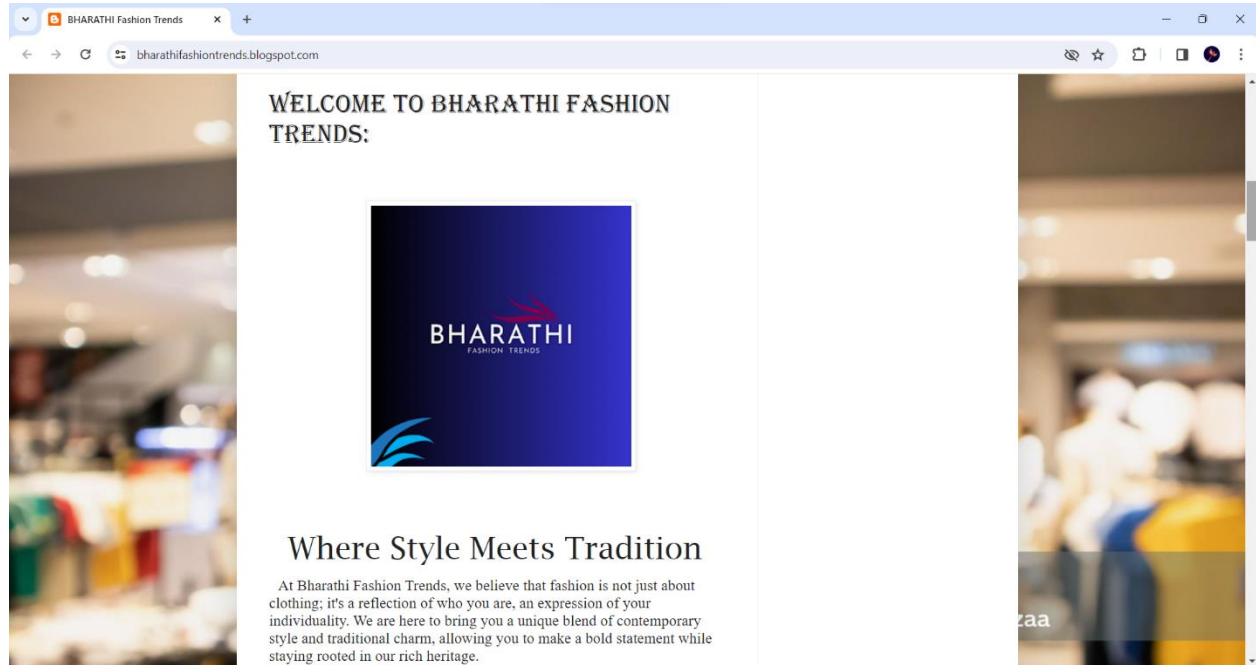 BHARATHI Fashion Trends
bharathifashiontrends.blogspot.com
WELCOME TO BHARATHI FASHION
TRENDS:
BHARATHI
FASHION TRENDS
Where Style Meets Tradition
At Bharathi Fashion Trends, we believe that fashion is not just about
clothing; it's a reflection of who you are, an expression of your
individuality. We are here to bring you a unique blend of contemporary
style and traditional charm, allowing you to make a bold statement while
staying rooted in our rich heritage.
zaa